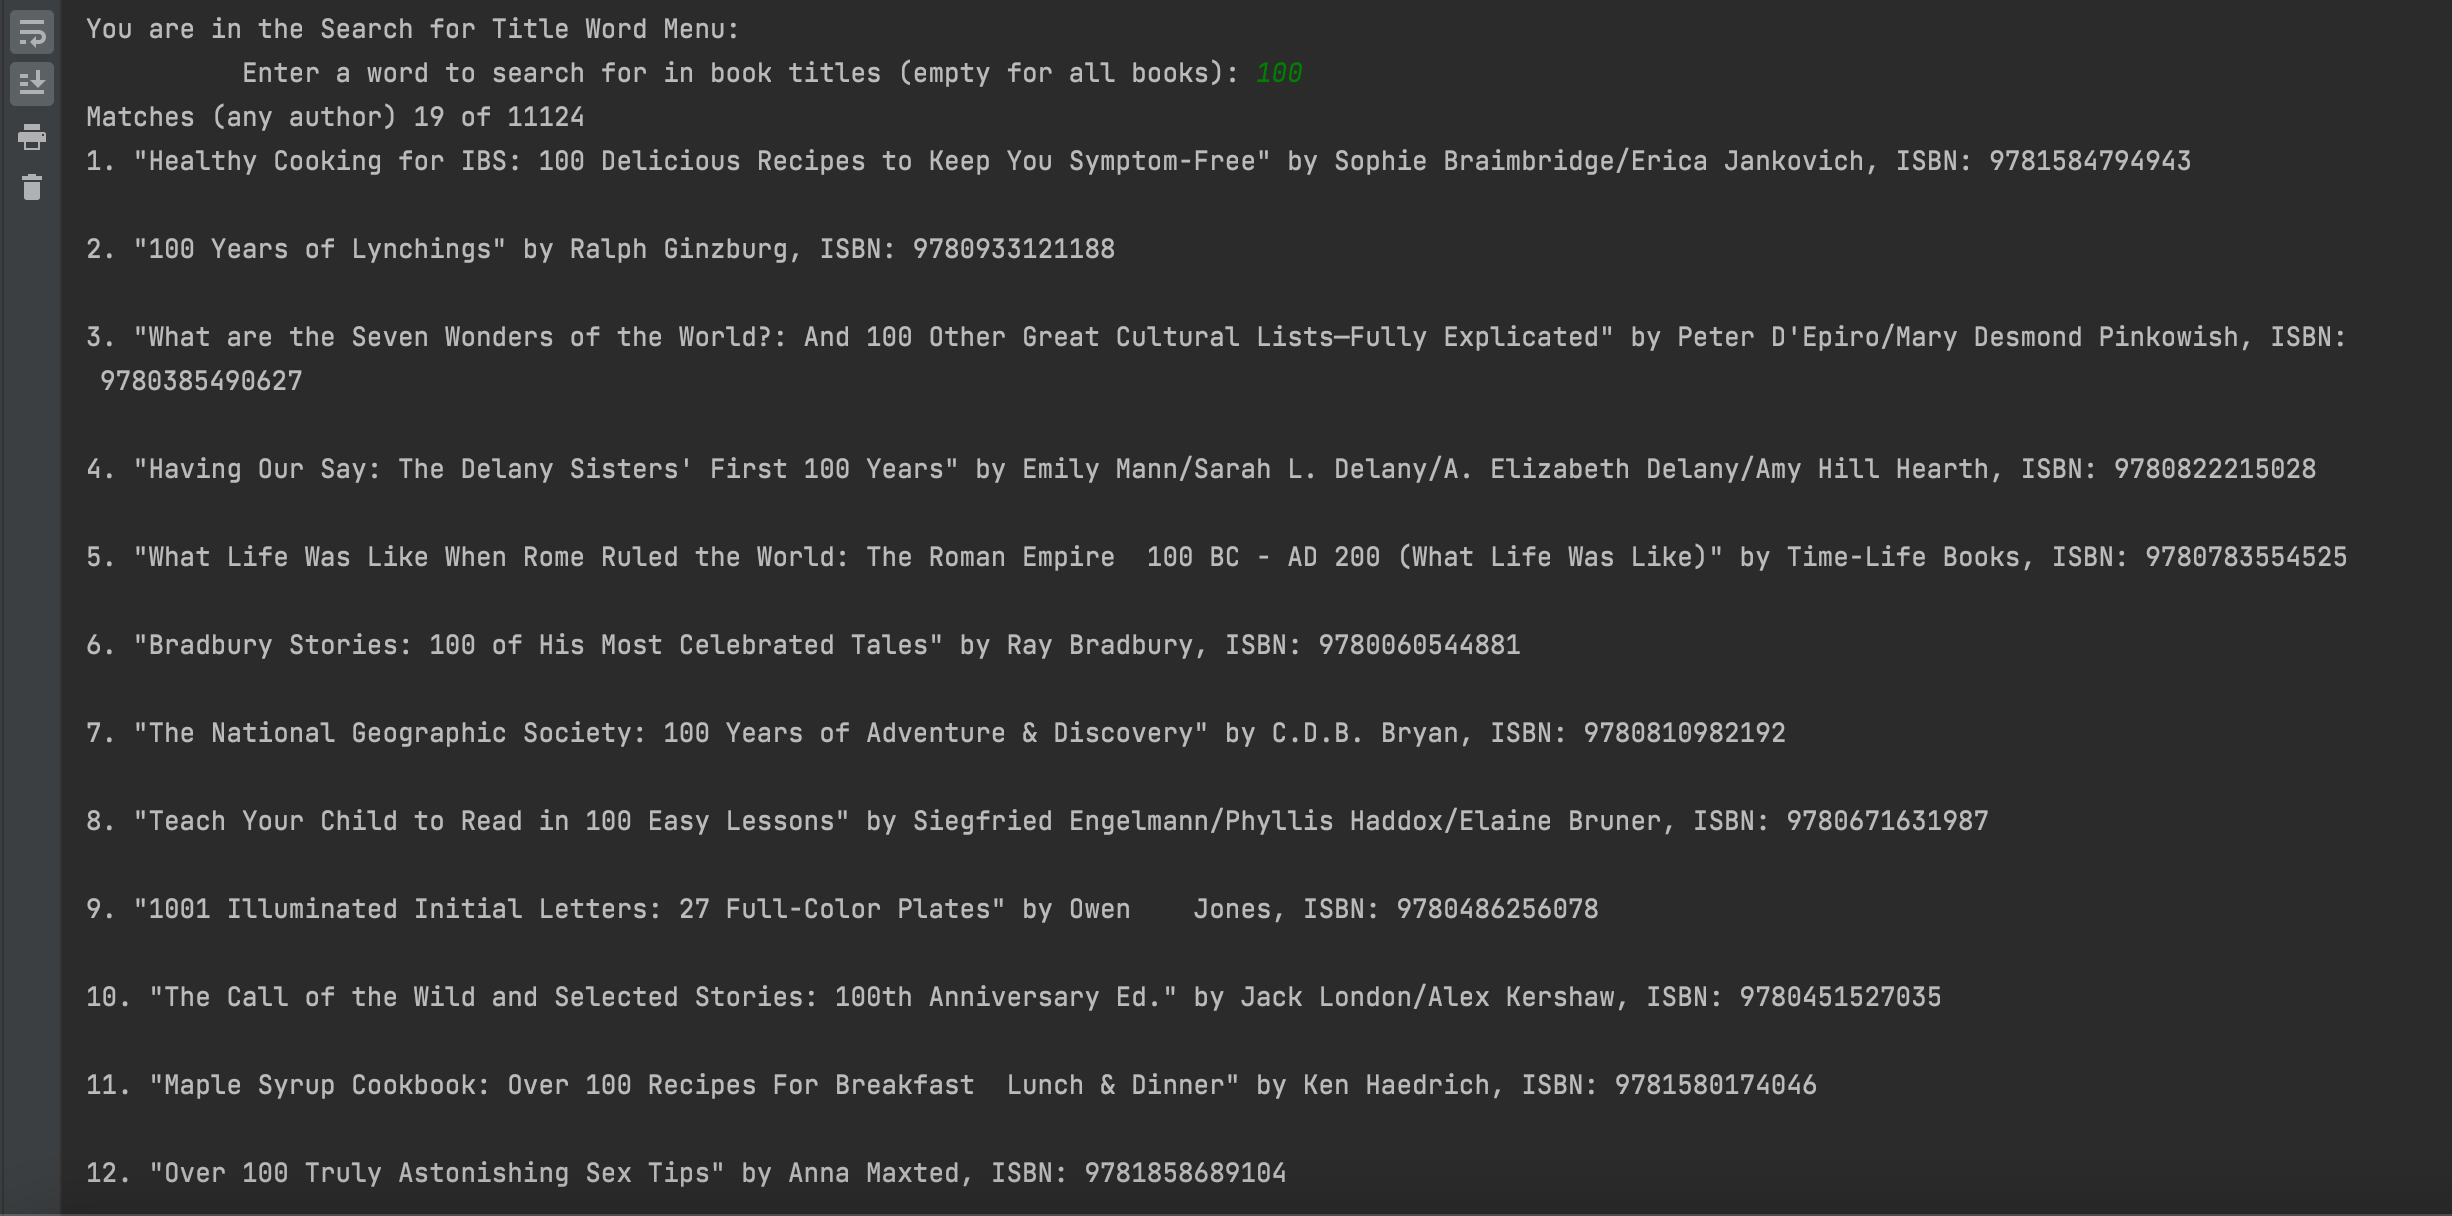 You are in the Search for Title Word Menu:
Enter a word to search for in book titles (empty for all books): 100
Matches (any author) 19 of 11124
1. "Healthy Cooking for IBS: 100 Delicious Recipes to Keep You Symptom-Free" by Sophie Braimbridge/Erica Jankovich, ISBN: 9781584794943
2. "100 Years of Lynchings" by Ralph Ginzburg, ISBN: 9780933121188
3. "What are the Seven Wonders of the World?: And 100 Other Great Cultural Lists—Fully Explicated" by Peter D'Epiro/Mary Desmond Pinkowish, ISBN:
9780385490627
4. "Having Our Say: The Delany Sisters' First 100 Years" by Emily Mann/Sarah L. Delany/A. Elizabeth Delany/Amy Hill Hearth, ISBN: 9780822215028
5. "What Life Was Like When Rome Ruled the World: The Roman Empire  100 BC - AD 200 (What Life Was Like)" by Time-Life Books, ISBN: 9780783554525
6. "Bradbury Stories: 100 of His Most Celebrated Tales" by Ray Bradbury, ISBN: 9780060544881
7. "The National Geographic Society: 100 Years of Adventure & Discovery" by C.D.B. Bryan, ISBN: 9780810982192
8. "Teach Your Child to Read in 100 Easy Lessons" by Siegfried Engelmann/Phyllis Haddox/Elaine Bruner, ISBN: 9780671631987
9. "1001 Illuminated Initial Letters: 27 Full-Color Plates" by Owen    Jones, ISBN: 9780486256078
10. "The Call of the Wild and Selected Stories: 100th Anniversary Ed." by Jack London/Alex Kershaw, ISBN: 9780451527035
11. "Maple Syrup Cookbook: Over 100 Recipes For Breakfast  Lunch & Dinner" by Ken Haedrich, ISBN: 9781580174046
12. "Over 100 Truly Astonishing Sex Tips" by Anna Maxted, ISBN: 9781858689104